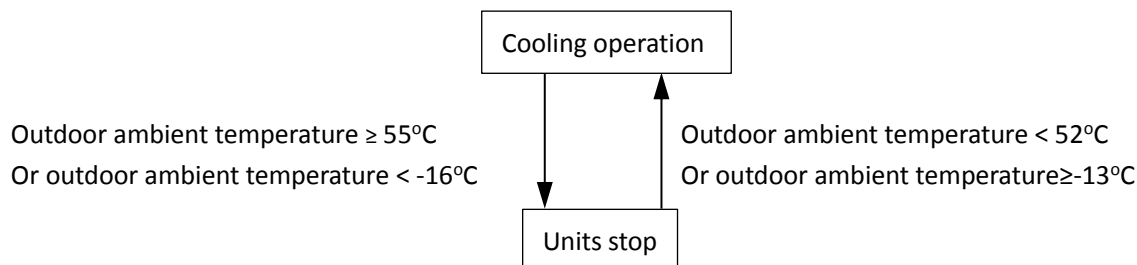 Cooling operation
Outdoor ambient temperature ≥ 55°C
Or outdoor ambient temperature < -16°C
Outdoor ambient temperature < 52°C
Or outdoor ambient temperature≥-13°C
Units stop